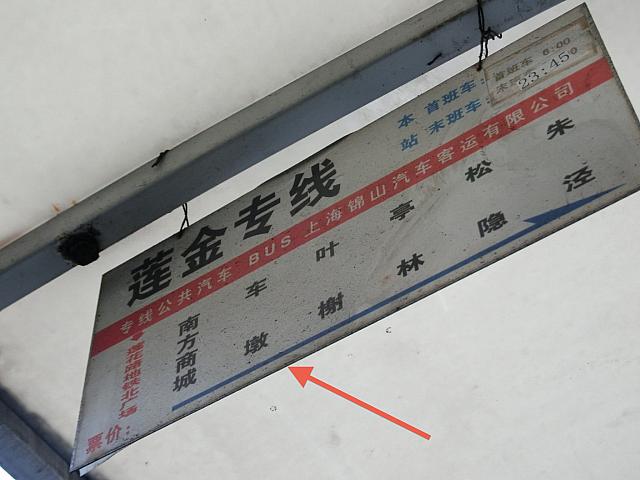 莲金专线
本站 首班车: 首班车 6:00
末班车: 末班 23:45
专线公共汽车 BUS 上海锦山汽车客运有限公司
莲花路地铁北广场
南方商城
车墩
叶榭
亭林
松隐
朱泾
票价: